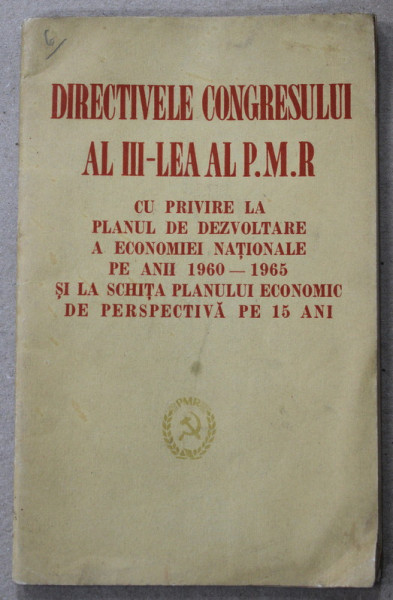 6
DIRECTIVELE CONGRESULUI
AL III-LEA AL P.M.R
CU PRIVIRE LA
PLANUL DE DEZVOLTARE
A ECONOMIEI NAȚIONALE
PE ANII 1960 — 1965
ȘI LA SCHIȚA PLANULUI ECONOMIC
DE PERSPECTIVĂ PE 15 ANI
PMR